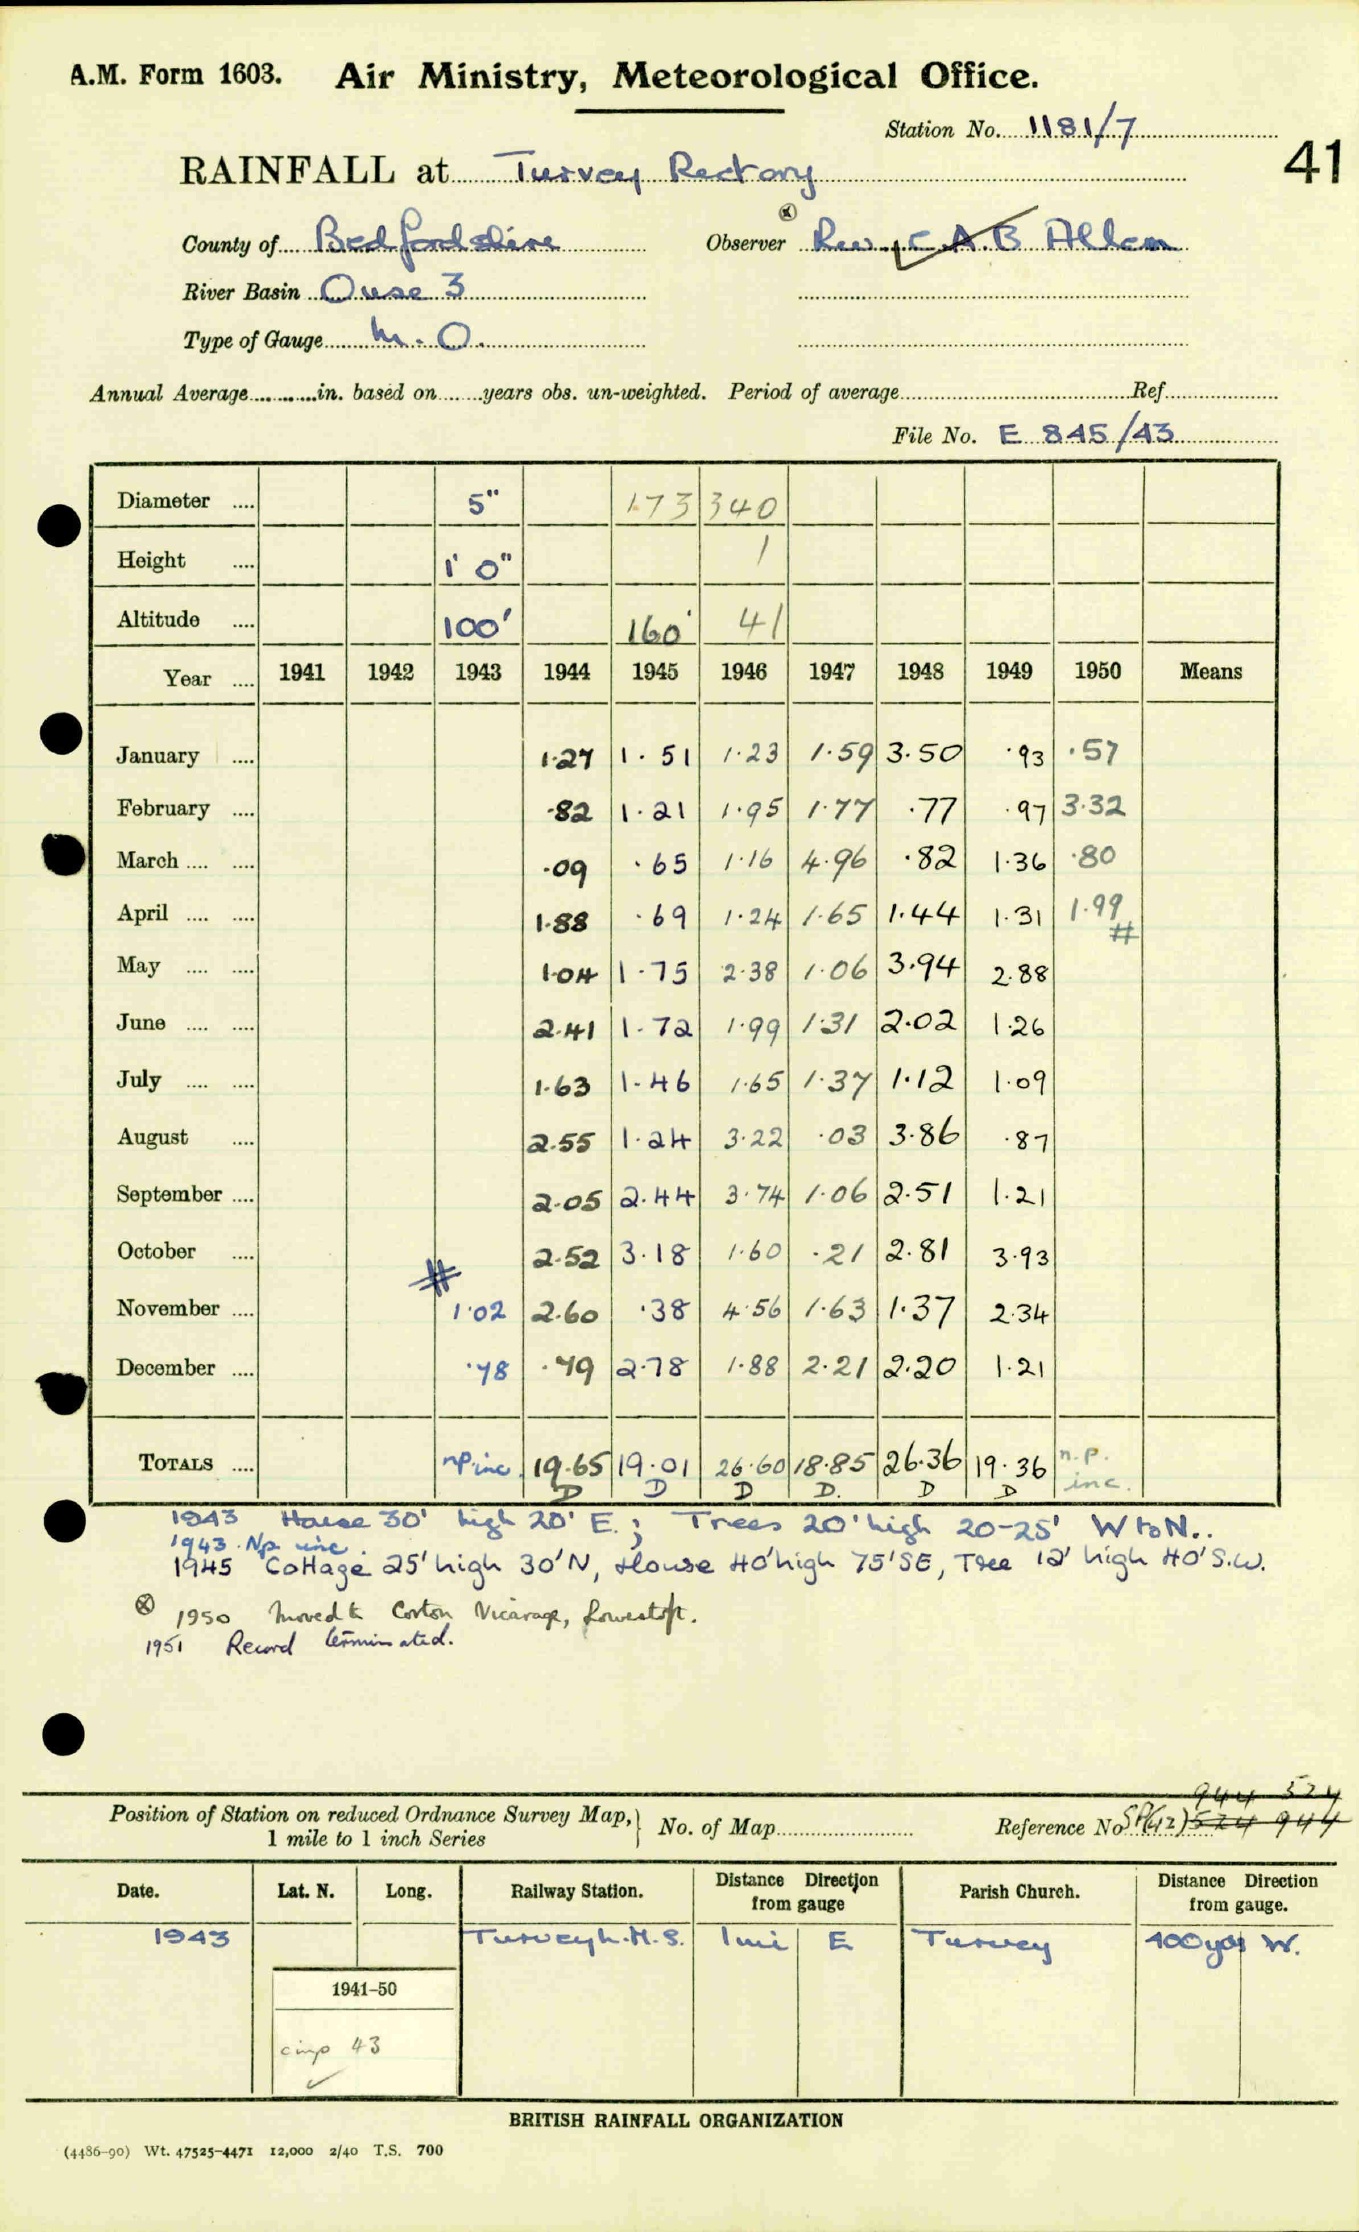 A.M. Form 1603. Air Ministry, Meteorological Office.
Station No. 1181/7
41
RAINFALL at Turvey Rectory
County of Bedfordshire Observer ⊗ Rev. C. A. B Allen
River Basin Ouse 3
Type of Gauge M. O.
Annual Average in. based on years obs. un-weighted. Period of average Ref
File No. E 845/43
Diameter 5" 173 340
Height 1' 0" 1
Altitude 100' 160' 41
Year 1941 1942 1943 1944 1945 1946 1947 1948 1949 1950 Means
January 1.27 1.51 1.23 1.59 3.50 .93 .57
February .82 1.21 1.95 1.77 .77 .97 3.32
March .09 .65 1.16 4.96 .82 1.36 .80
April 1.88 .69 1.24 1.65 1.44 1.31 1.99 #
May 1.04 1.75 2.38 1.06 3.94 2.88
June 2.41 1.72 1.99 1.31 2.02 1.26
July 1.63 1.46 1.65 1.37 1.12 1.09
August 2.55 1.24 3.22 .03 3.86 .87
September 2.05 2.44 3.74 1.06 2.51 1.21
October # 2.52 3.18 1.60 .21 2.81 3.93
November 1.02 2.60 .38 4.56 1.63 1.37 2.34
December .78 .79 2.78 1.88 2.21 2.20 1.21
TOTALS np inc. 19.65 19.01 26.60 18.85 26.36 19.36 n.p. inc.
D D D D. D D
1943 House 30' high 20' E.; Trees 20' high 20-25' W to N..
1943. Np inc.
1945 Cottage 25' high 30' N, House 40' high 75' SE, Tree 12' high 40' S.W.
⊗ 1950 Moved to Corton Vicarage, Lowestoft.
1951 Record terminated.
944 524
Position of Station on reduced Ordnance Survey Map, No. of Map Reference No SP(42) 524 944
1 mile to 1 inch Series
Date. Lat. N. Long. Railway Station. Distance Direction from gauge Parish Church. Distance Direction from gauge.
1943 Turvey L.M.S. 1 mi E Turvey 400 yds W.
1941-50
cmp 43
BRITISH RAINFALL ORGANIZATION
(4486-90) Wt. 47525-4471 12,000 2/40 T.S. 700